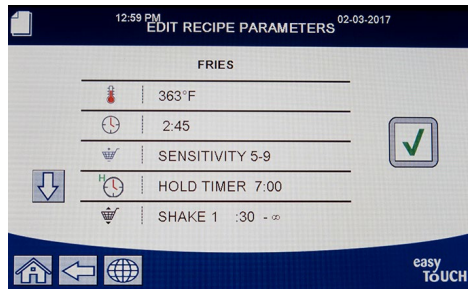 12:59 PM
02-03-2017
EDIT RECIPE PARAMETERS
FRIES
363°F
2:45
SENSITIVITY 5-9
H
HOLD TIMER 7:00
SHAKE 1 :30 - ∞
easy
TOUCH